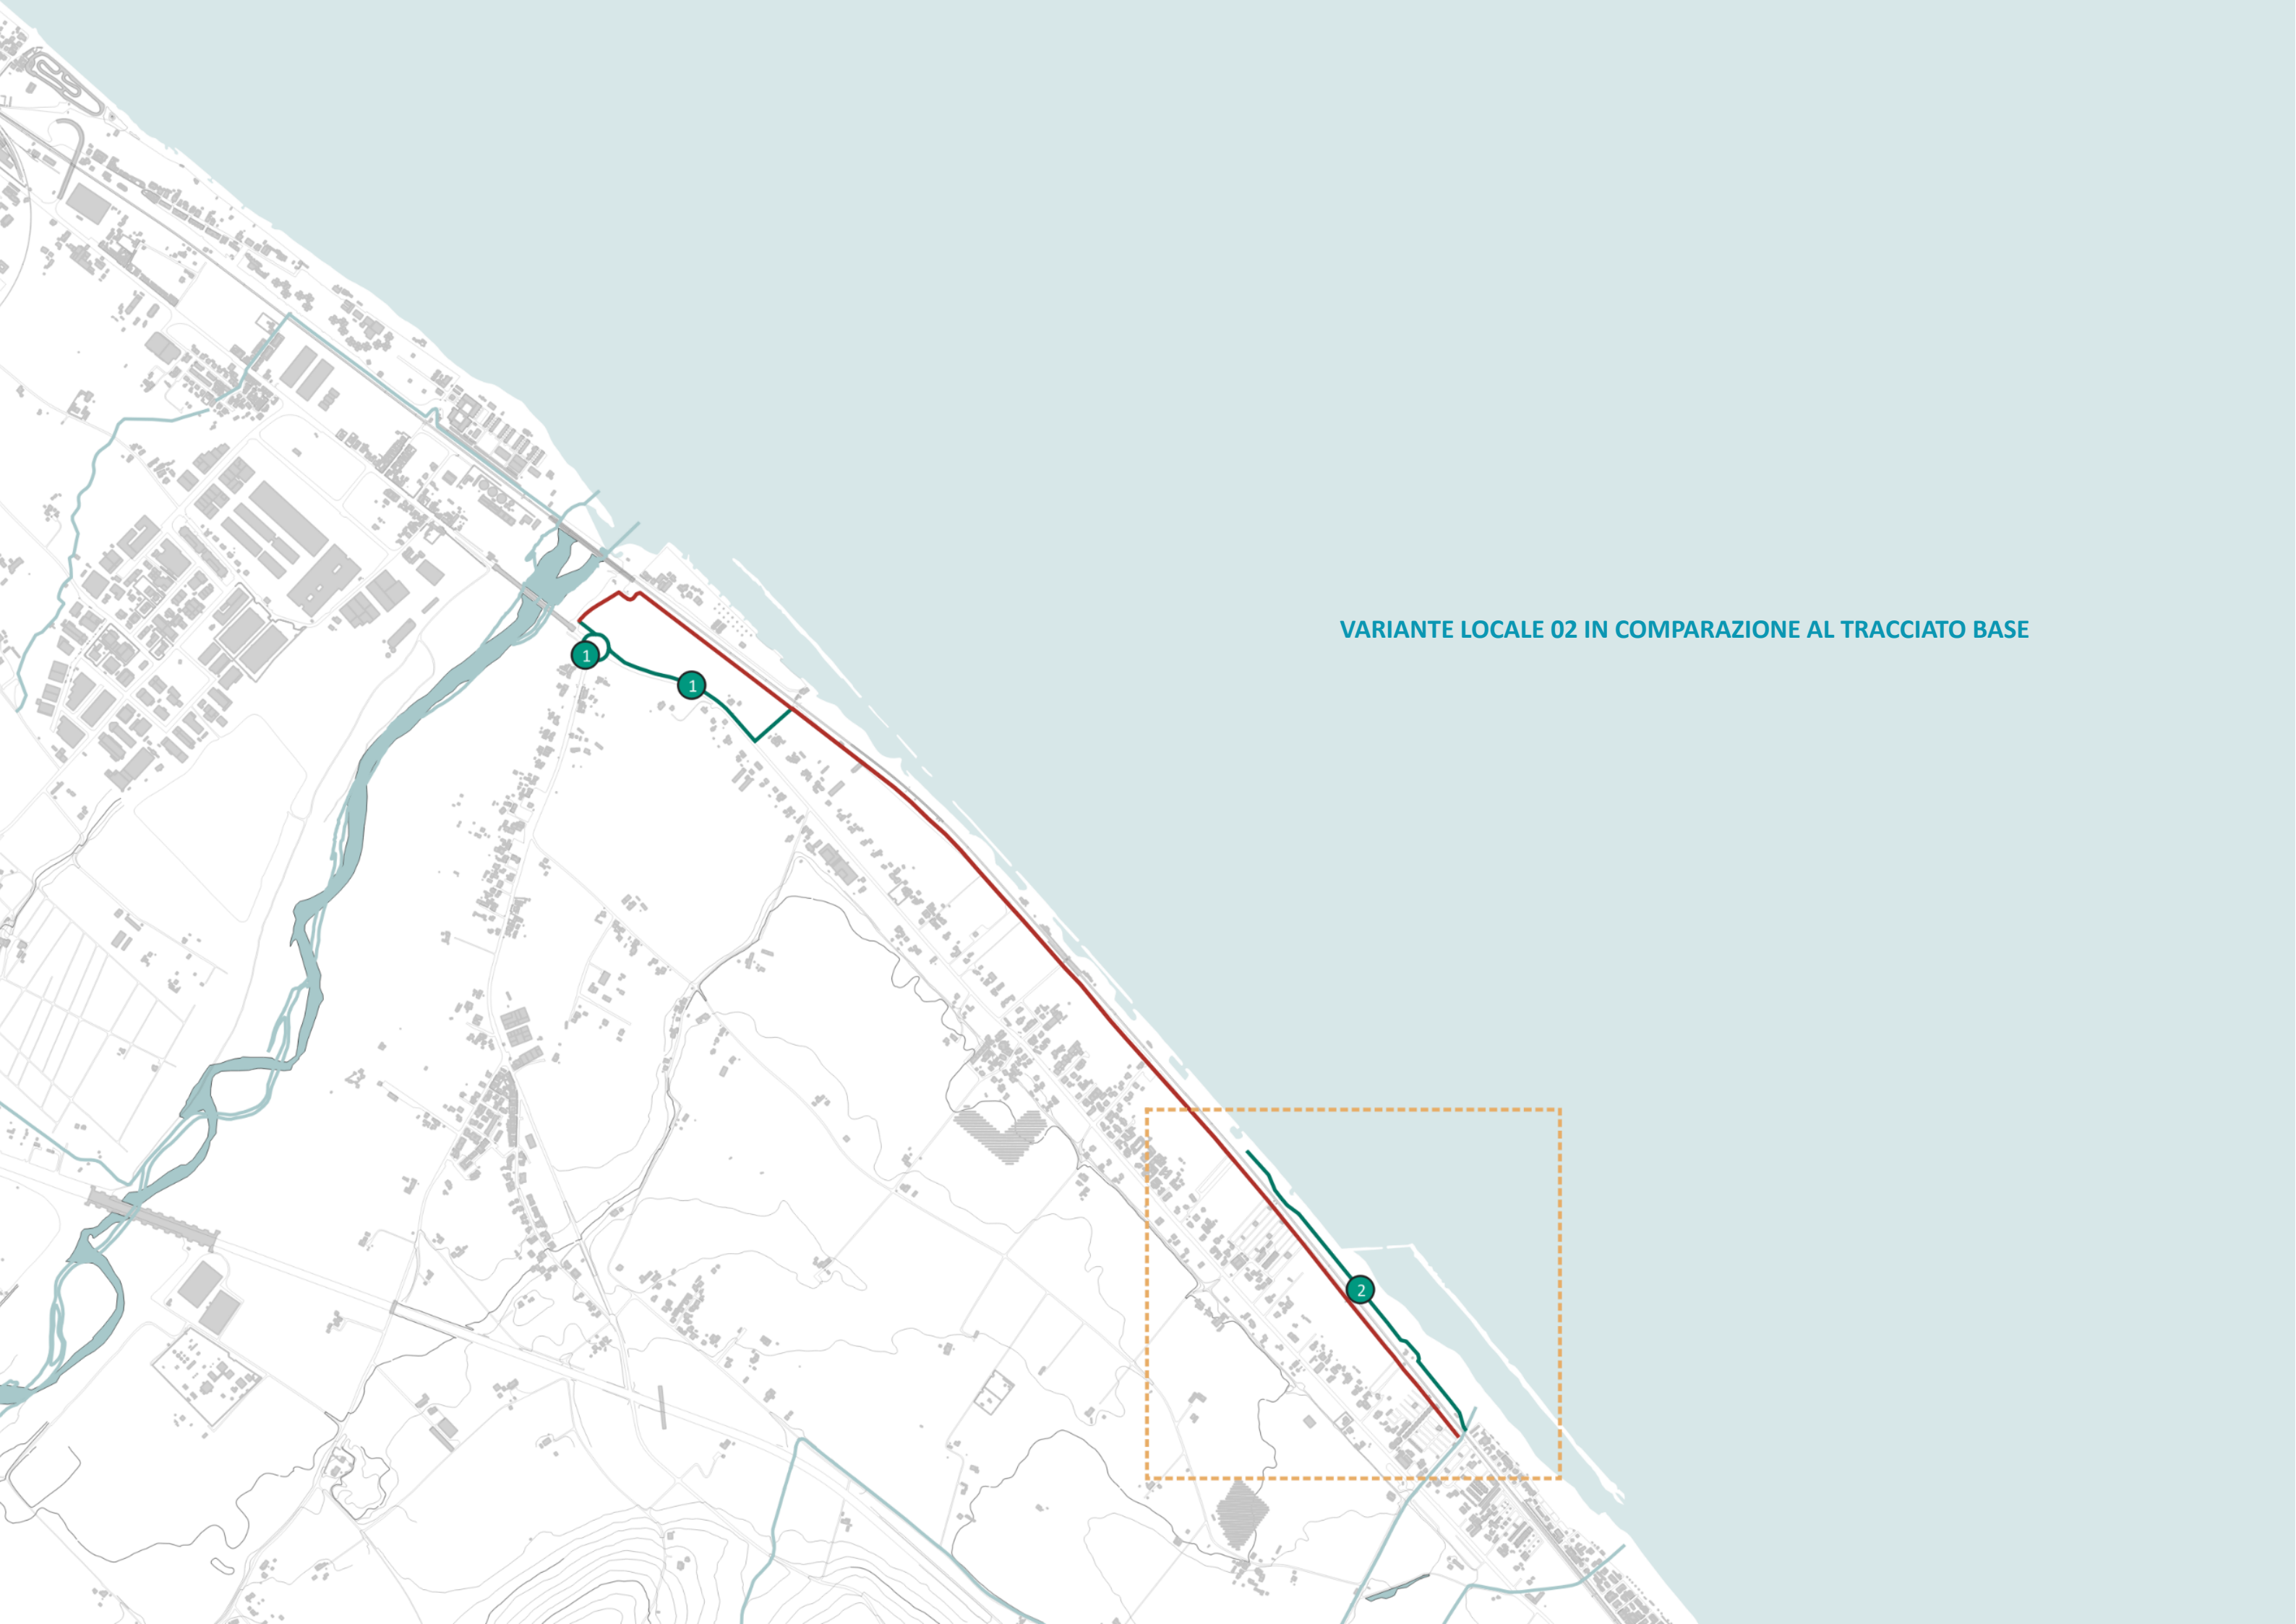 VARIANTE LOCALE 02 IN COMPARAZIONE AL TRACCIATO BASE
1
1
2